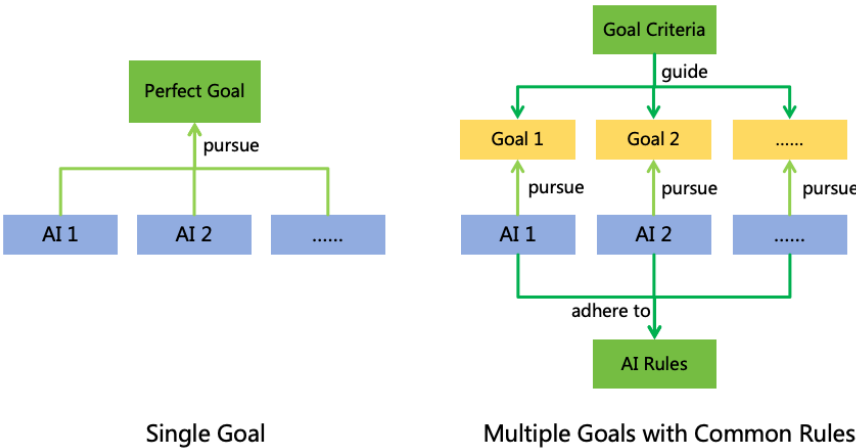 Perfect Goal
pursue
AI 1
AI 2
......
Single Goal
Goal Criteria
guide
Goal 1
Goal 2
......
pursue
pursue
pursue
AI 1
AI 2
......
adhere to
AI Rules
Multiple Goals with Common Rules